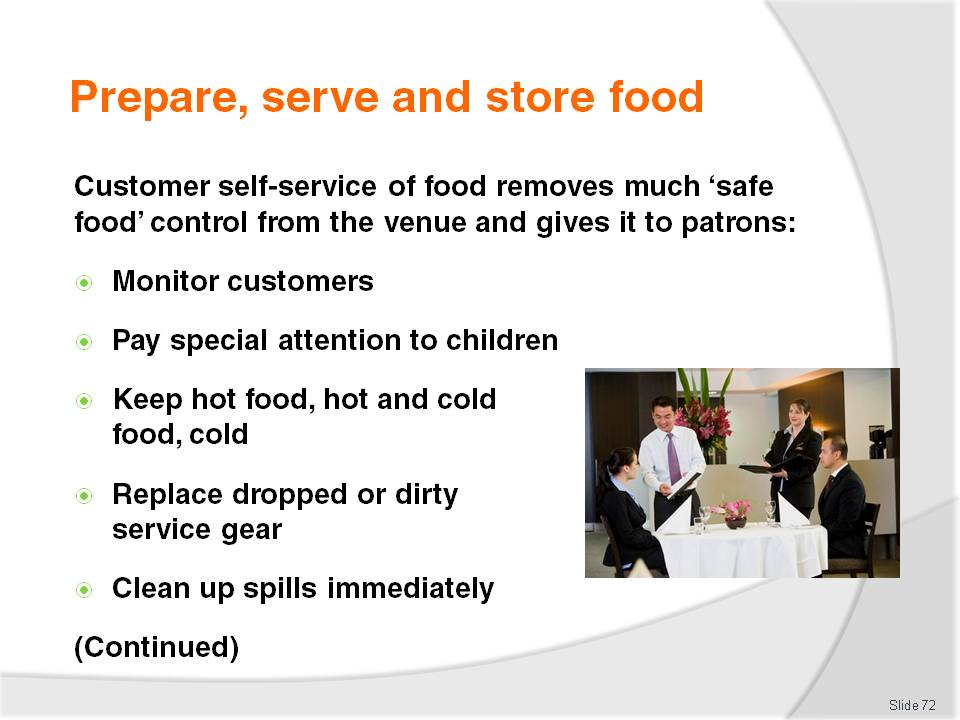 Prepare, serve and store food
Customer self-service of food removes much ‘safe
food’ control from the venue and gives it to patrons:
Monitor customers
Pay special attention to children
Keep hot food, hot and cold
food, cold
Replace dropped or dirty
service gear
Clean up spills immediately
(Continued)
Slide 72